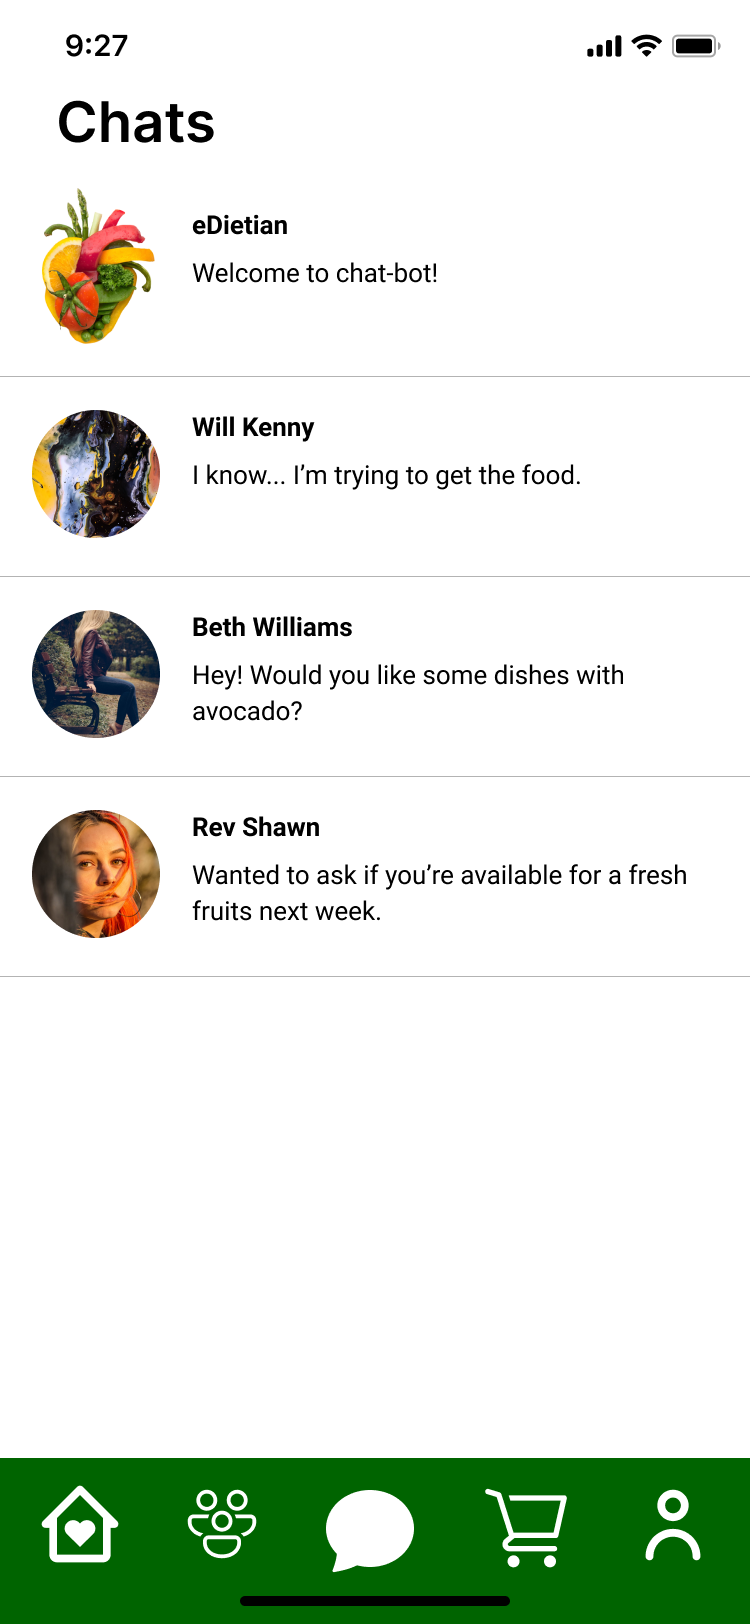 9:27
Chats
eDietian
Welcome to chat-bot!
Will Kenny
I know... I’m trying to get the food.
Beth Williams
Hey! Would you like some dishes with
avocado?
Rev Shawn
Wanted to ask if you’re available for a fresh
fruits next week.